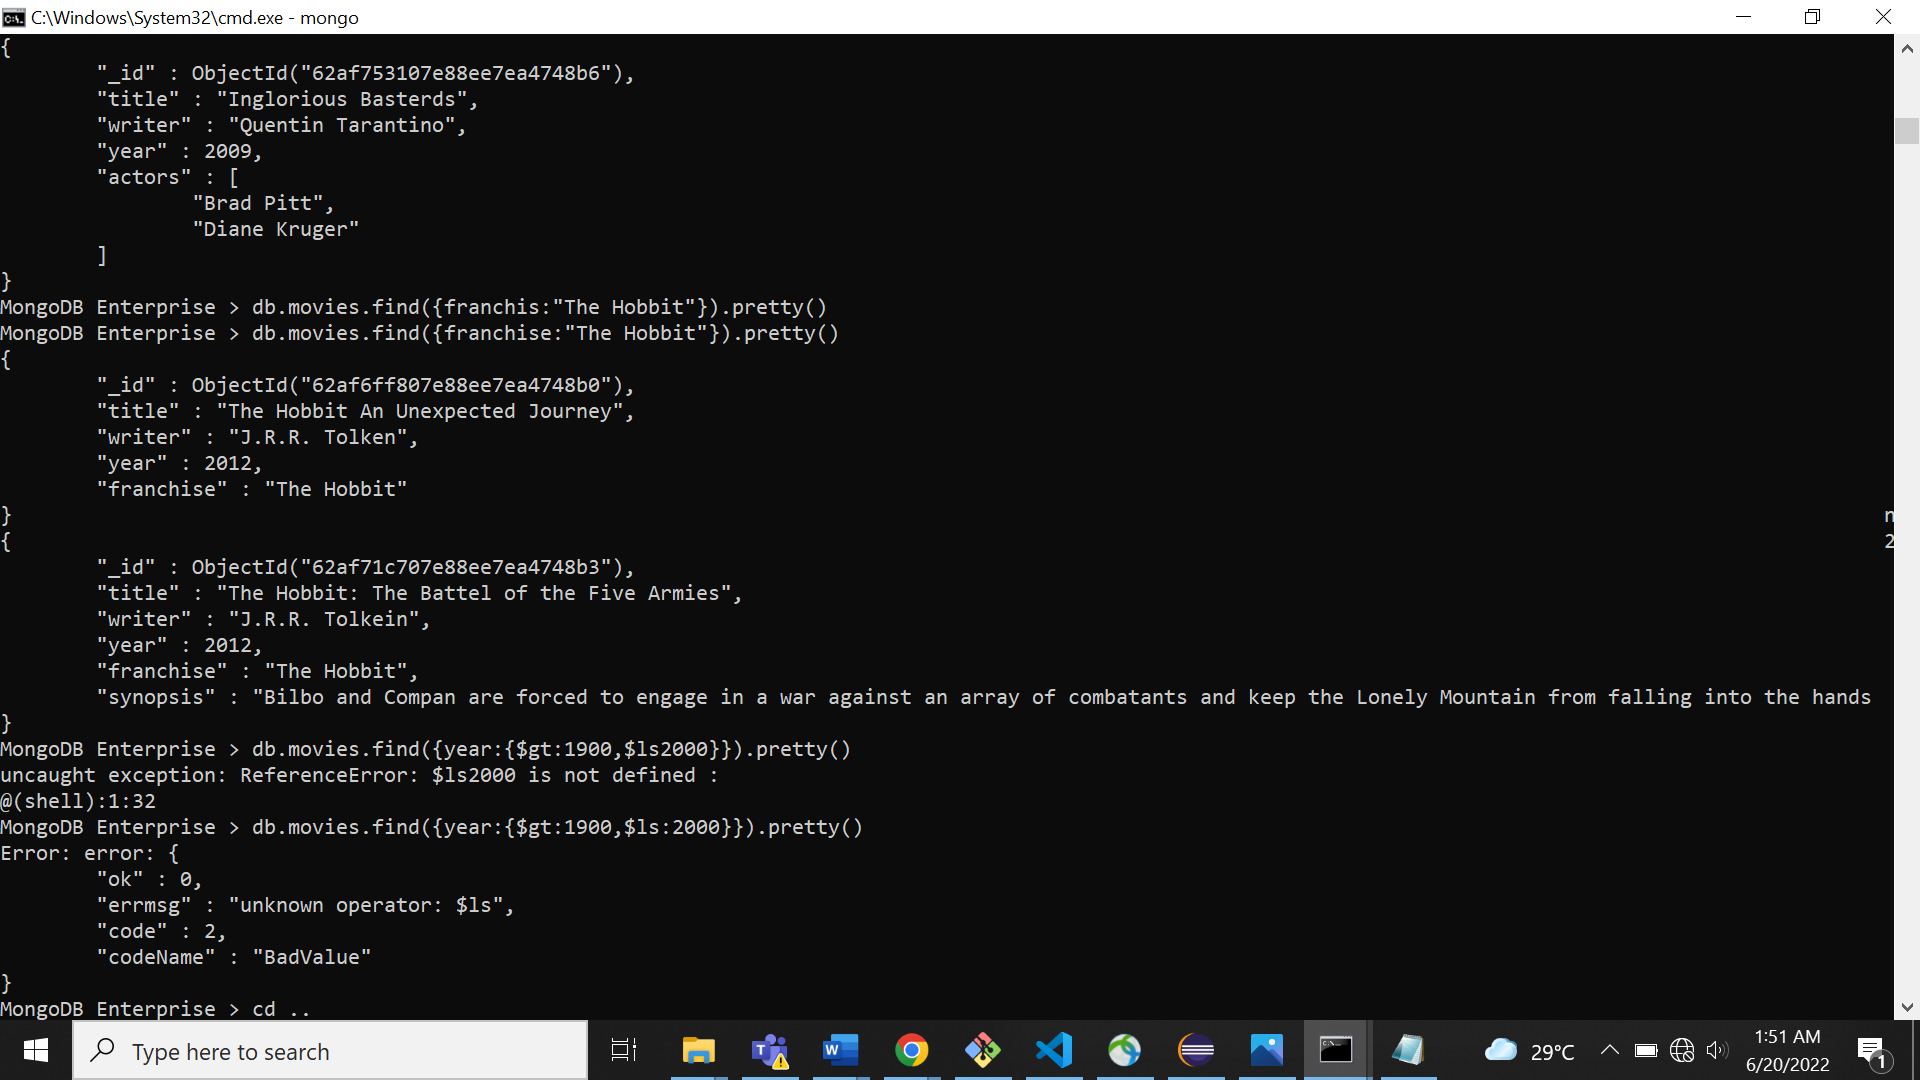 C:\Windows\System32\cmd.exe - mongo
{
        "_id" : ObjectId("62af753107e88ee7ea4748b6"),
        "title" : "Inglorious Basterds",
        "writer" : "Quentin Tarantino",
        "year" : 2009,
        "actors" : [
                "Brad Pitt",
                "Diane Kruger"
        ]
}
MongoDB Enterprise > db.movies.find({franchis:"The Hobbit"}).pretty()
MongoDB Enterprise > db.movies.find({franchise:"The Hobbit"}).pretty()
{
        "_id" : ObjectId("62af6ff807e88ee7ea4748b0"),
        "title" : "The Hobbit An Unexpected Journey",
        "writer" : "J.R.R. Tolken",
        "year" : 2012,
        "franchise" : "The Hobbit"
}
{
        "_id" : ObjectId("62af71c707e88ee7ea4748b3"),
        "title" : "The Hobbit: The Battel of the Five Armies",
        "writer" : "J.R.R. Tolkein",
        "year" : 2012,
        "franchise" : "The Hobbit",
        "synopsis" : "Bilbo and Compan are forced to engage in a war against an array of combatants and keep the Lonely Mountain from falling into the hands
}
MongoDB Enterprise > db.movies.find({year:{$gt:1900,$ls2000}}).pretty()
uncaught exception: ReferenceError: $ls2000 is not defined :
@(shell):1:32
MongoDB Enterprise > db.movies.find({year:{$gt:1900,$ls:2000}}).pretty()
Error: error: {
        "ok" : 0,
        "errmsg" : "unknown operator: $ls",
        "code" : 2,
        "codeName" : "BadValue"
}
MongoDB Enterprise > cd ..
Type here to search
29°C
1:51 AM
6/20/2022
1